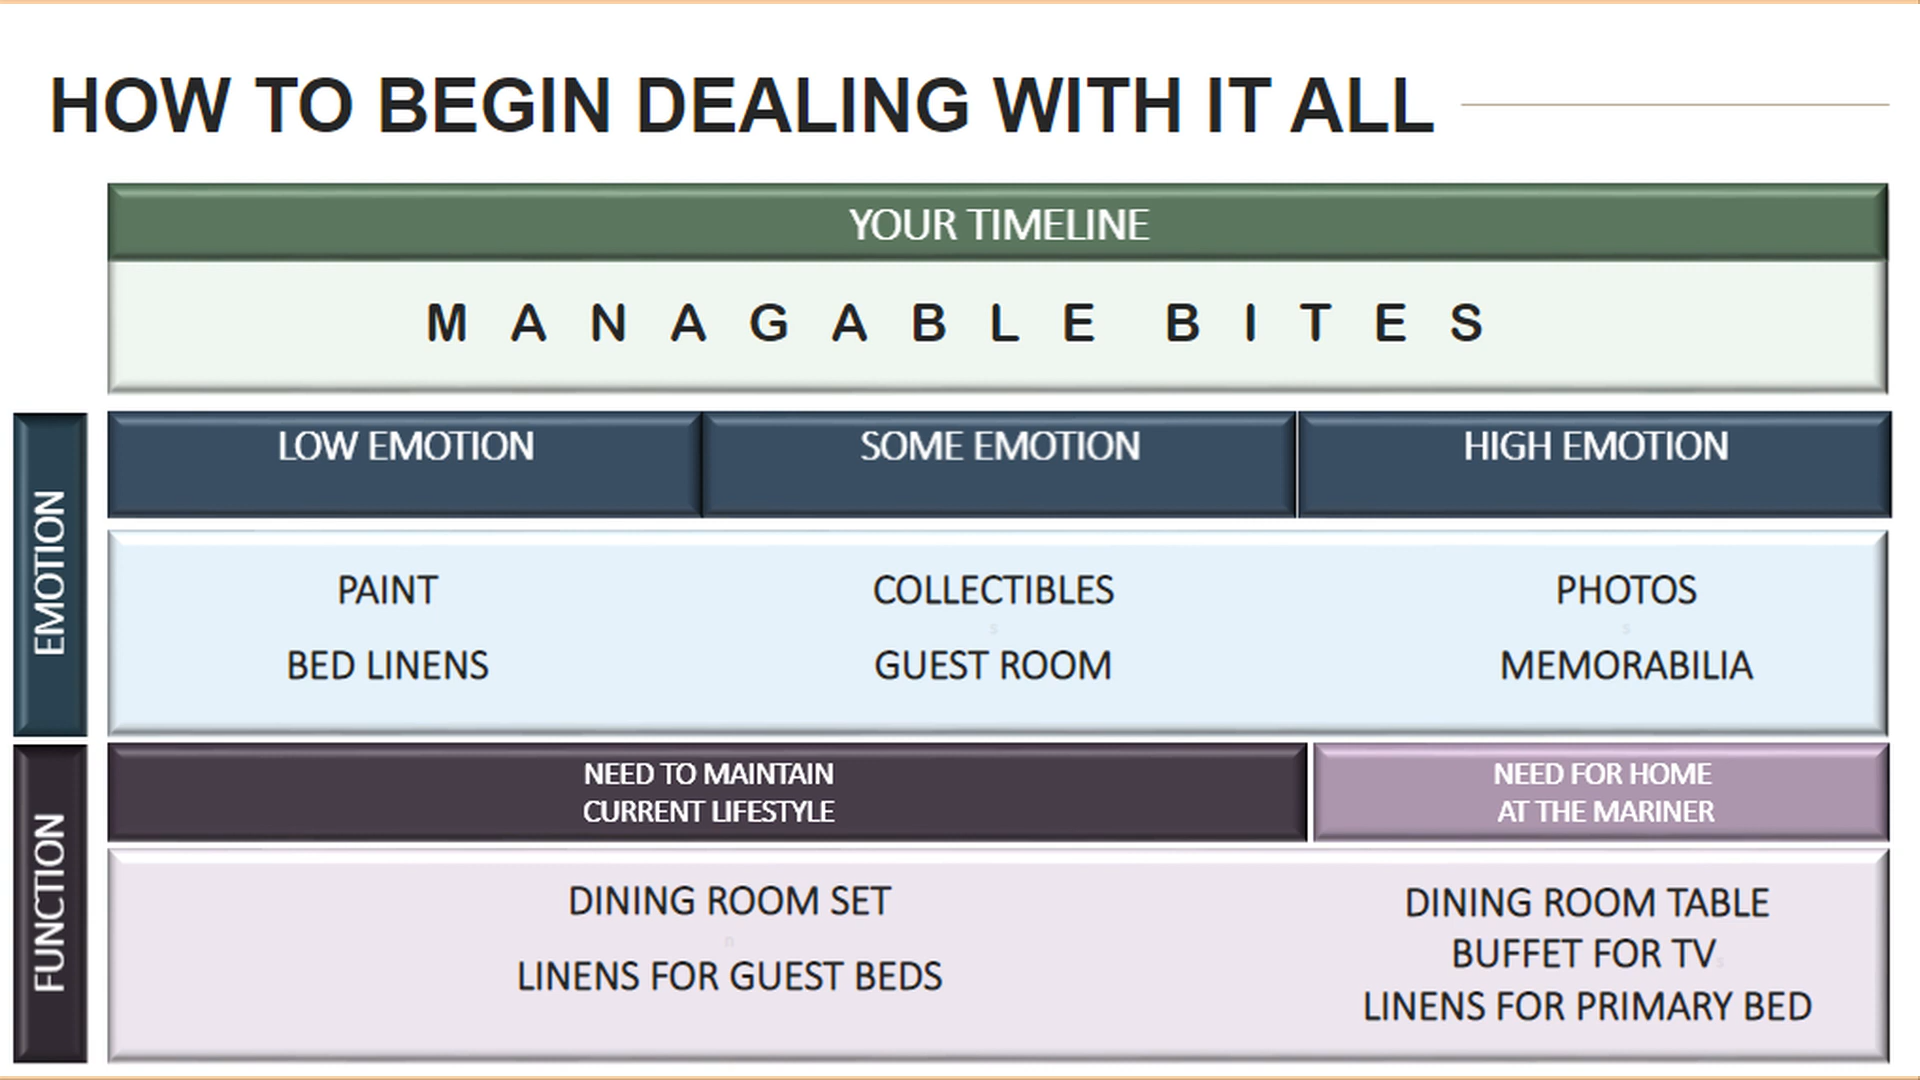 HOW TO BEGIN DEALING WITH IT ALL
YOUR TIMELINE
MANAGABLE BITES
EMOTION
LOW EMOTION
SOME EMOTION
HIGH EMOTION
PAINT
COLLECTIBLES
PHOTOS
s
s
BED LINENS
GUEST ROOM
MEMORABILIA
FUNCTION
NEED TO MAINTAIN
CURRENT LIFESTYLE
NEED FOR HOME
AT THE MARINER
DINING ROOM SET
n
LINENS FOR GUEST BEDS
DINING ROOM TABLE
BUFFET FOR TV
LINENS FOR PRIMARY BED